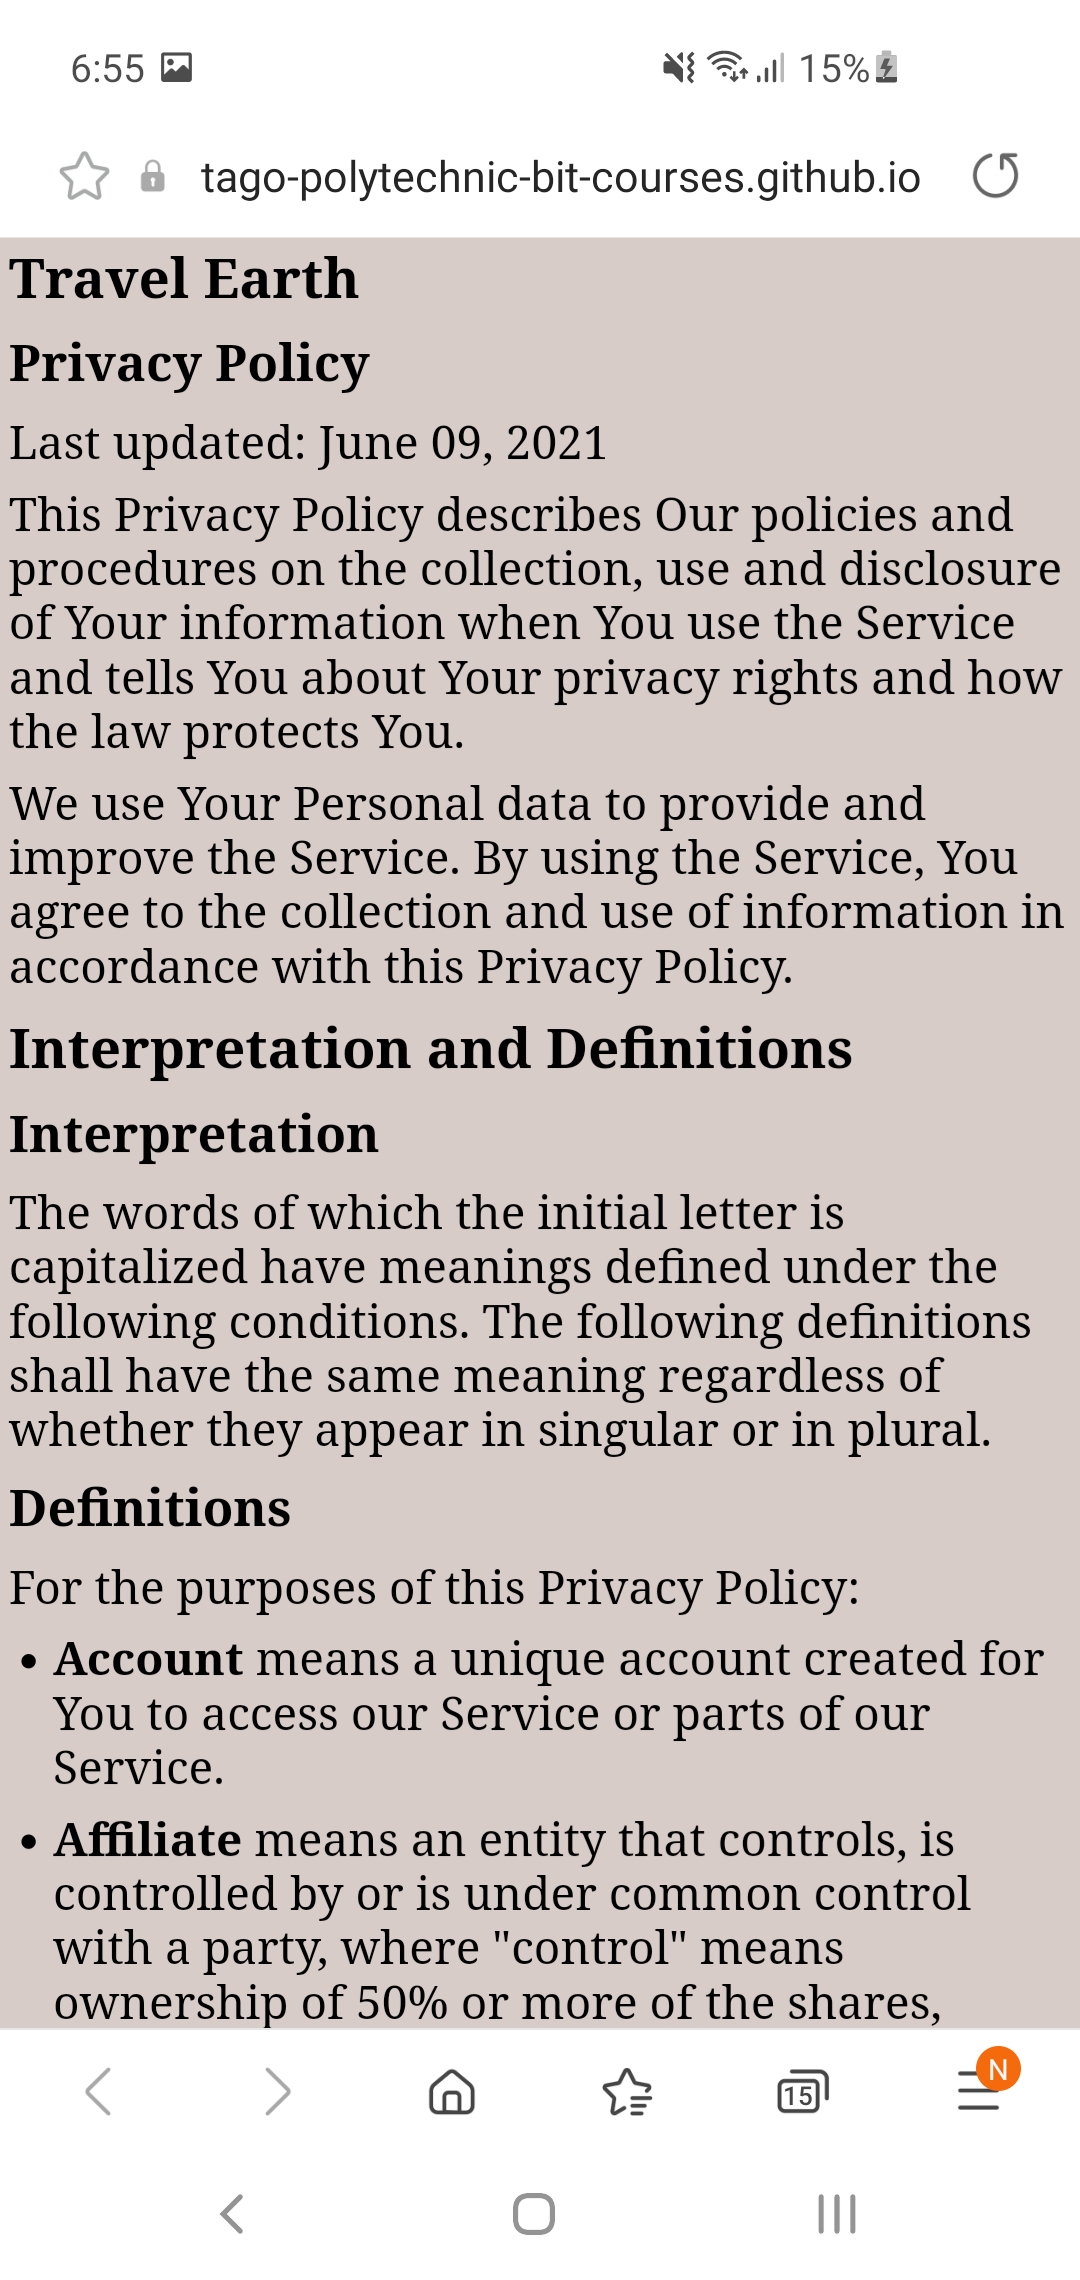 6:55
15%
tago-polytechnic-bit-courses.github.io
Travel Earth
Privacy Policy
Last updated: June 09, 2021
This Privacy Policy describes Our policies and
procedures on the collection, use and disclosure
of Your information when You use the Service
and tells You about Your privacy rights and how
the law protects You.
We use Your Personal data to provide and
improve the Service. By using the Service, You
agree to the collection and use of information in
accordance with this Privacy Policy.
Interpretation and Definitions
Interpretation
The words of which the initial letter is
capitalized have meanings defined under the
following conditions. The following definitions
shall have the same meaning regardless of
whether they appear in singular or in plural.
Definitions
For the purposes of this Privacy Policy:
• Account means a unique account created for
You to access our Service or parts of our
Service.
• Affiliate means an entity that controls, is
controlled by or is under common control
with a party, where "control" means
ownership of 50% or more of the shares,
15
N